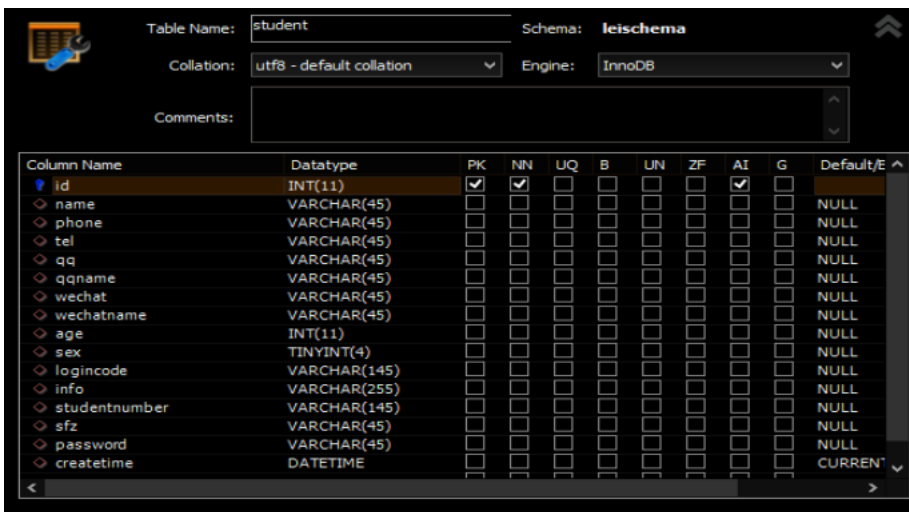 Table Name: student Schema: leischema
Collation: utf8 - default collation Engine: InnoDB
Comments:
Column Name Datatype PK NN UQ B UN ZF AI G Default/E
id INT(11)
name VARCHAR(45) NULL
phone VARCHAR(45) NULL
tel VARCHAR(45) NULL
qq VARCHAR(45) NULL
qqname VARCHAR(45) NULL
wechat VARCHAR(45) NULL
wechatname VARCHAR(45) NULL
age INT(11) NULL
sex TINYINT(4) NULL
logincode VARCHAR(145) NULL
info VARCHAR(255) NULL
studentnumber VARCHAR(145) NULL
sfz VARCHAR(45) NULL
password VARCHAR(45) NULL
createtime DATETIME CURRENT